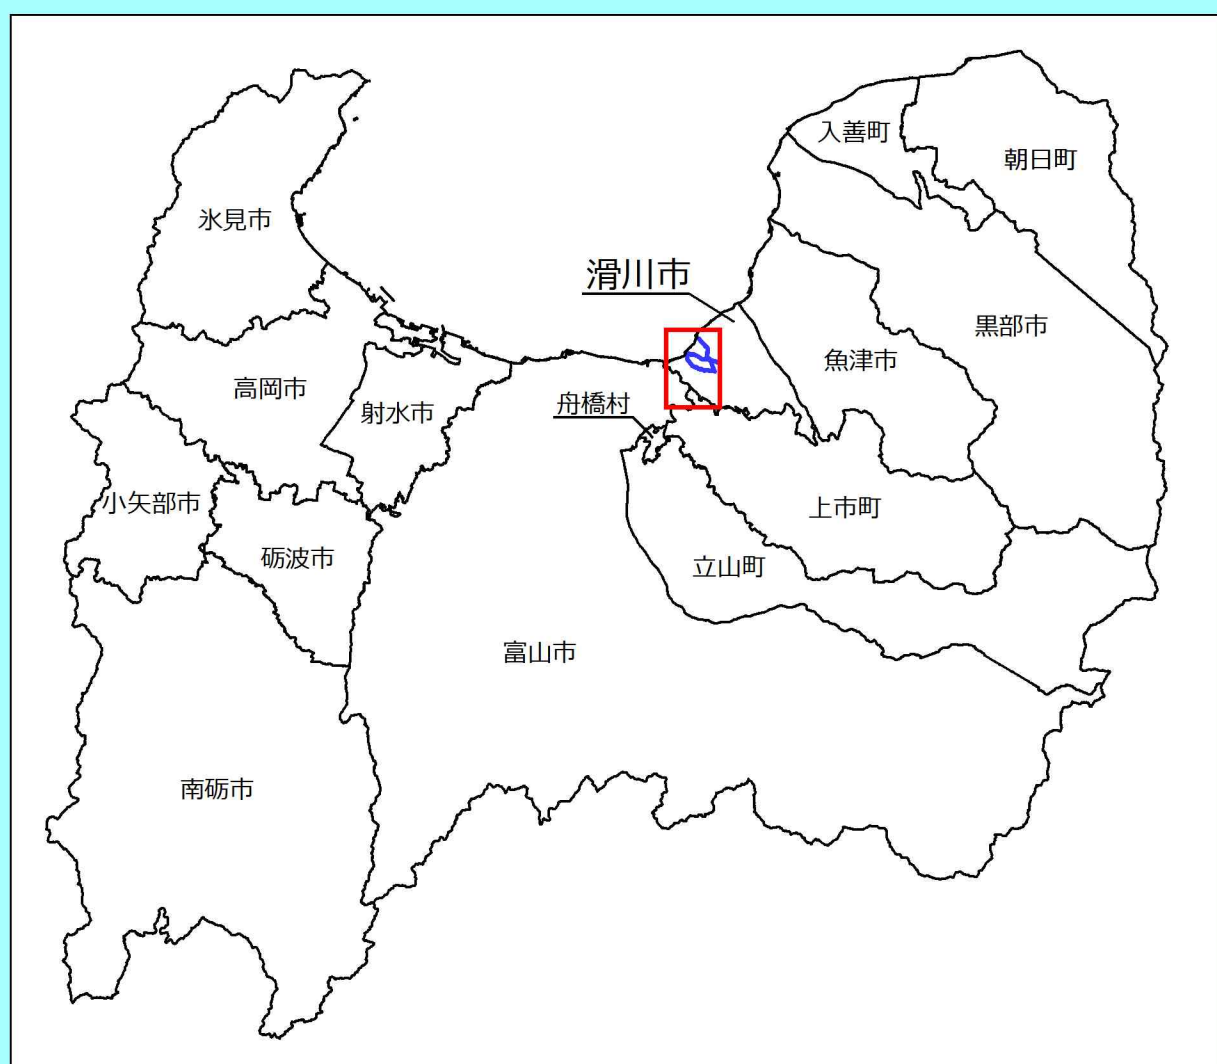 入善町
朝日町
氷見市
滑川市
黒部市
魚津市
高岡市
射水市
舟橋村
小矢部市
上市町
砺波市
立山町
富山市
南砺市